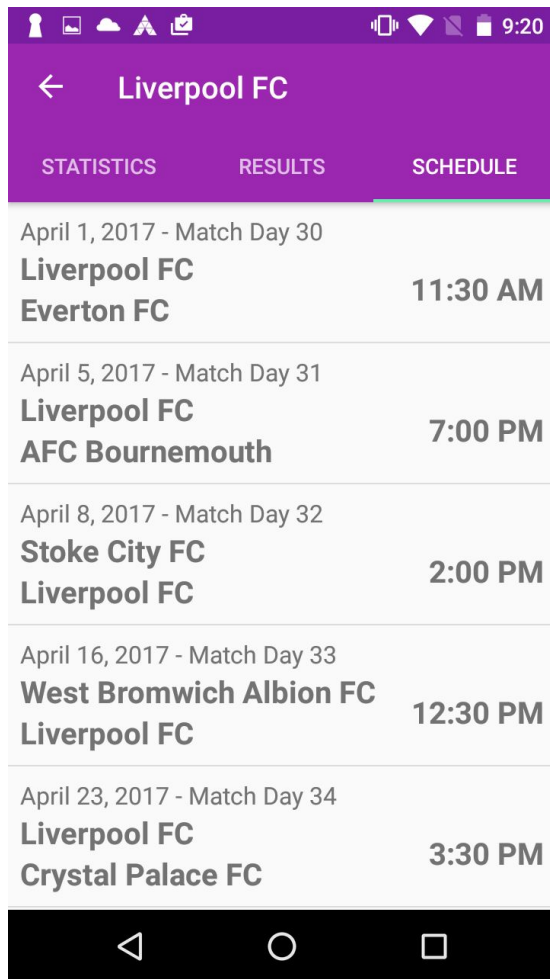 9:20
Liverpool FC
STATISTICS RESULTS SCHEDULE
April 1, 2017 - Match Day 30
Liverpool FC
11:30 AM
Everton FC
April 5, 2017 - Match Day 31
Liverpool FC
7:00 PM
AFC Bournemouth
April 8, 2017 - Match Day 32
Stoke City FC
2:00 PM
Liverpool FC
April 16, 2017 - Match Day 33
West Bromwich Albion FC
12:30 PM
Liverpool FC
April 23, 2017 - Match Day 34
Liverpool FC
3:30 PM
Crystal Palace FC